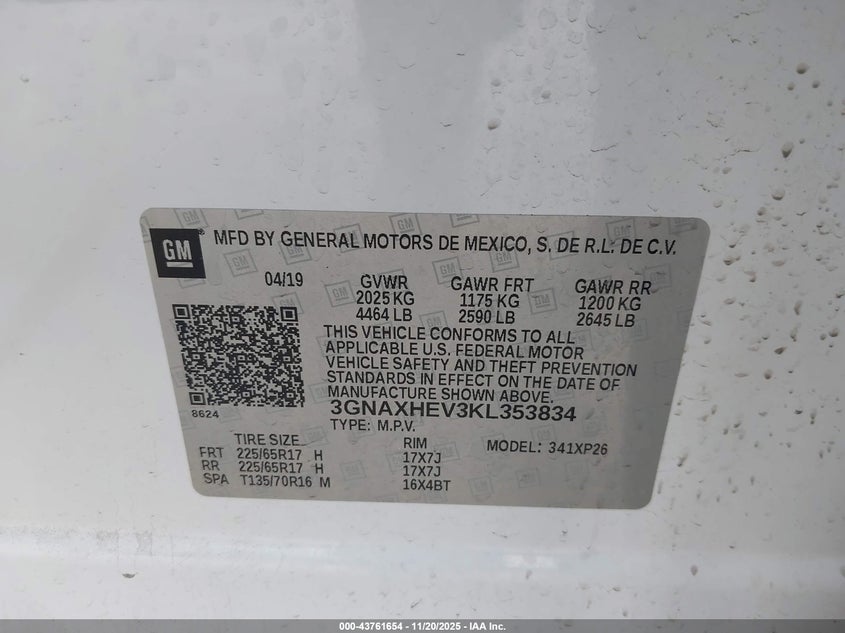 GM
MFD BY GENERAL MOTORS DE MEXICO, S. DE R.L. DE C.V.
04/19 GVWR GAWR FRT GAWR RR
2025 KG 1175 KG 1200 KG
4464 LB 2590 LB 2645 LB
THIS VEHICLE CONFORMS TO ALL
APPLICABLE U.S. FEDERAL MOTOR
VEHICLE SAFETY AND THEFT PREVENTION
STANDARDS IN EFFECT ON THE DATE OF
MANUFACTURE SHOWN ABOVE.
8624
3GNAXHEV3KL353834
TYPE: M.P.V.
TIRE SIZE RIM MODEL: 341XP26
FRT 225/65R17 H 17X7J
RR 225/65R17 H 17X7J
SPA T135/70R16 M 16X4BT
000-43761654 - 11/20/2025 - IAA Inc.